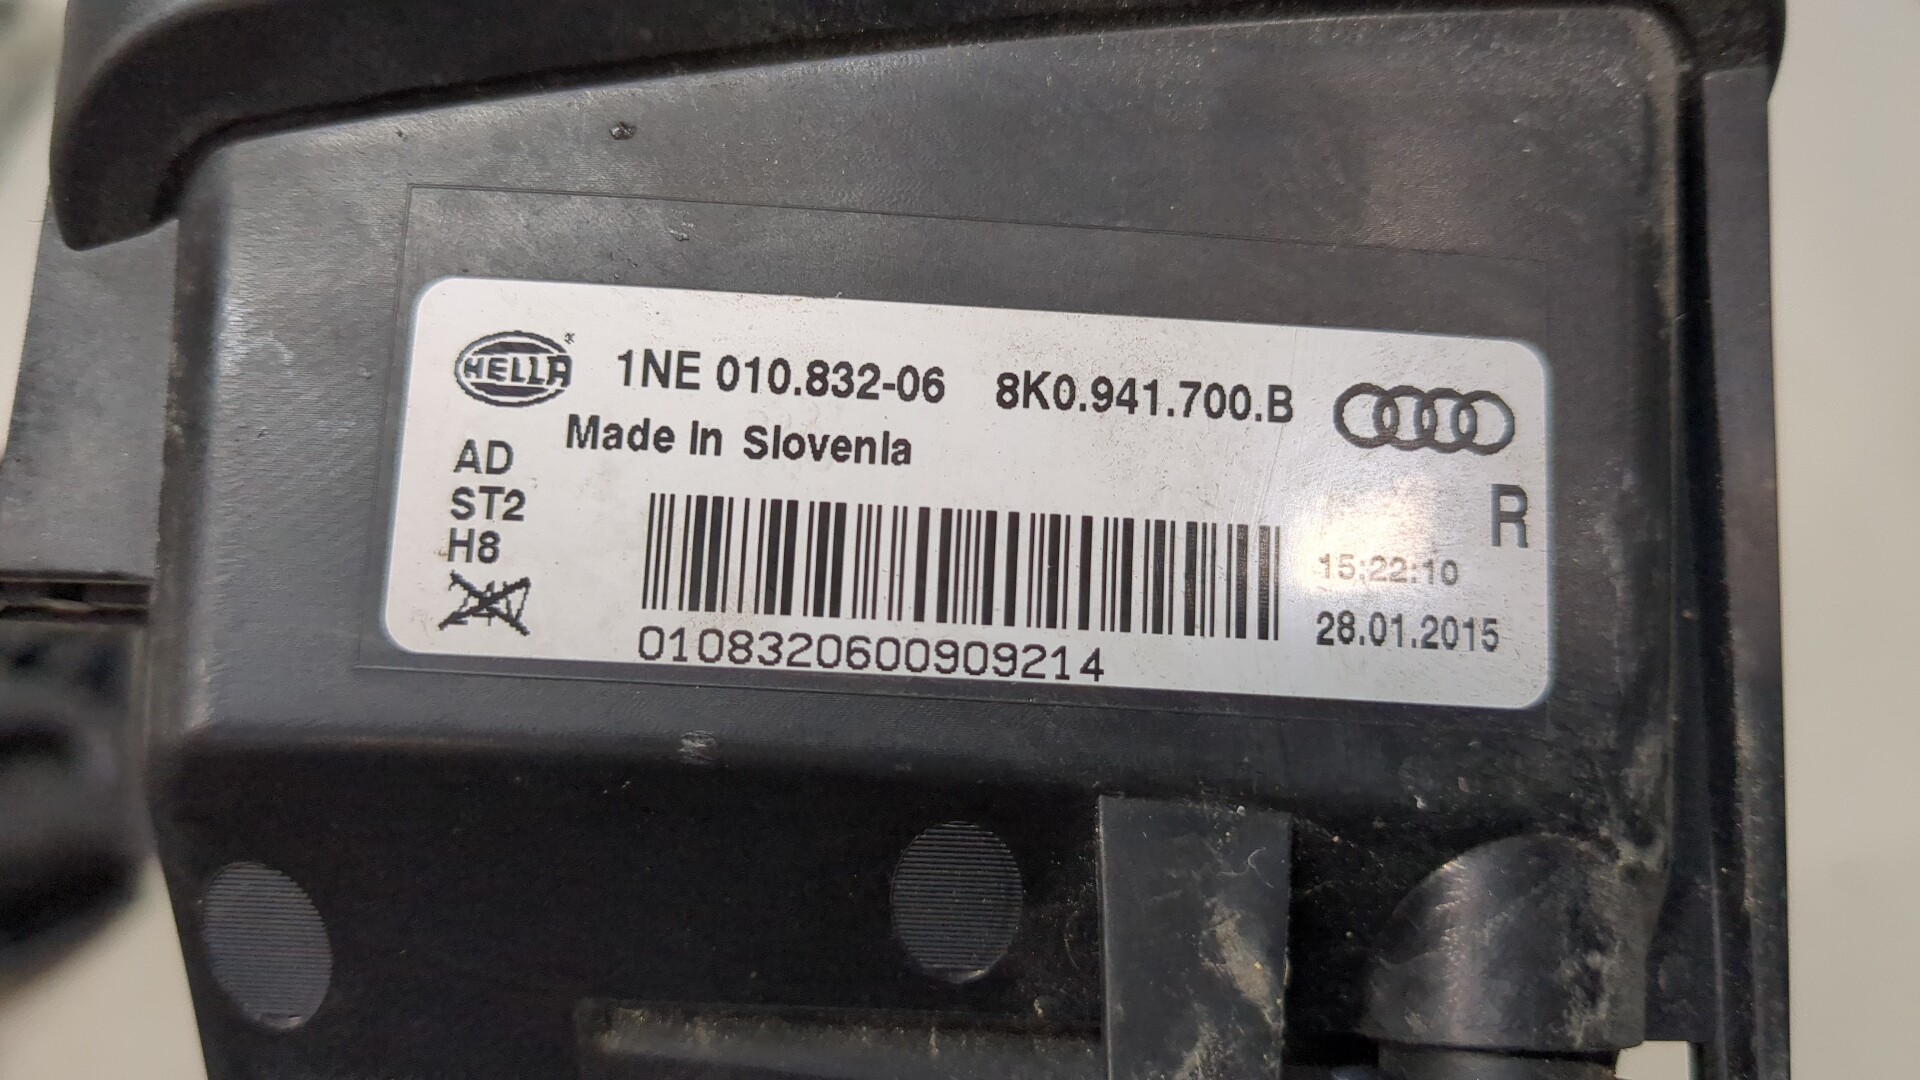 HELLA 1NE 010.832-06 8K0.941.700.B
Made In Slovenia
AD
ST2
H8
R
15:22:10
28.01.2015
0108320600909214